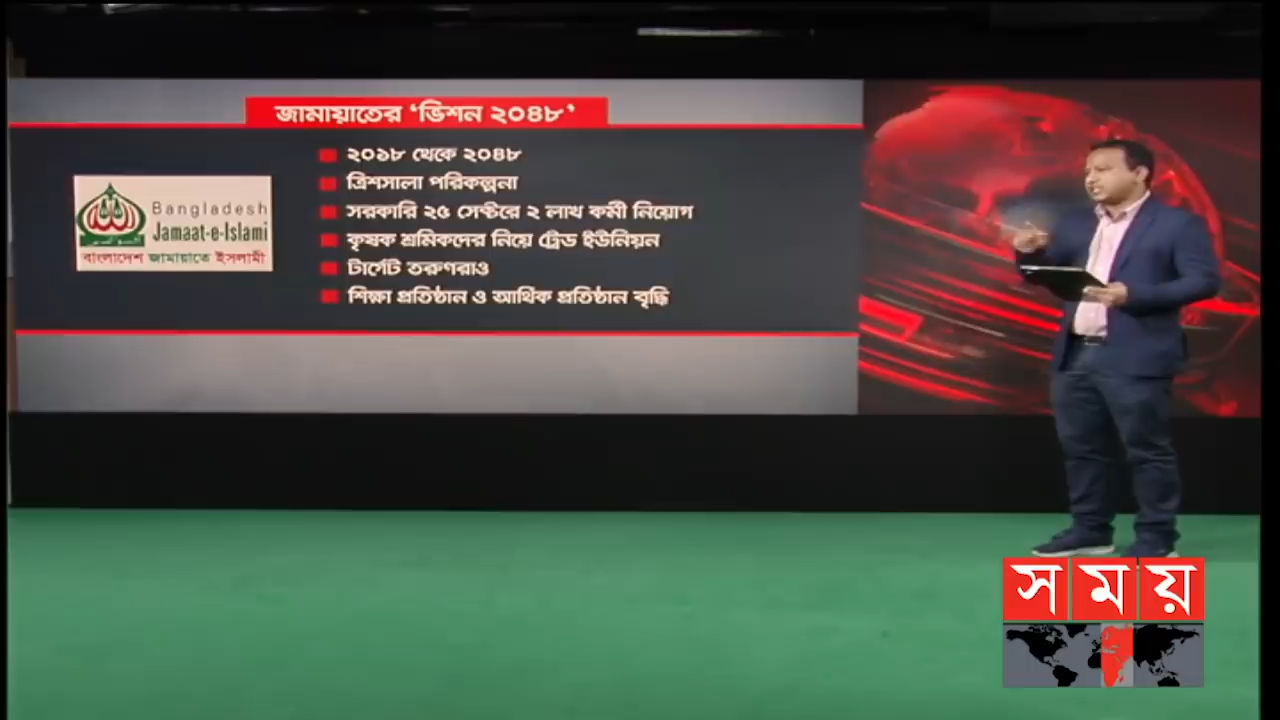 জামায়াতের ‘ভিশন ২০৪৮’
২০১৮ থেকে ২০৪৮
ত্রিশসালা পরিকল্পনা
সরকারি ২৫ সেক্টরে ২ লাখ কর্মী নিয়োগ
কৃষক শ্রমিকদের নিয়ে ট্রেড ইউনিয়ন
টার্গেট তরুণরাও
শিক্ষা প্রতিষ্ঠান ও আর্থিক প্রতিষ্ঠান বৃদ্ধি
Bangladesh
Jamaat-e-Islami
বাংলাদেশ জামায়াতে ইসলামী
সময়